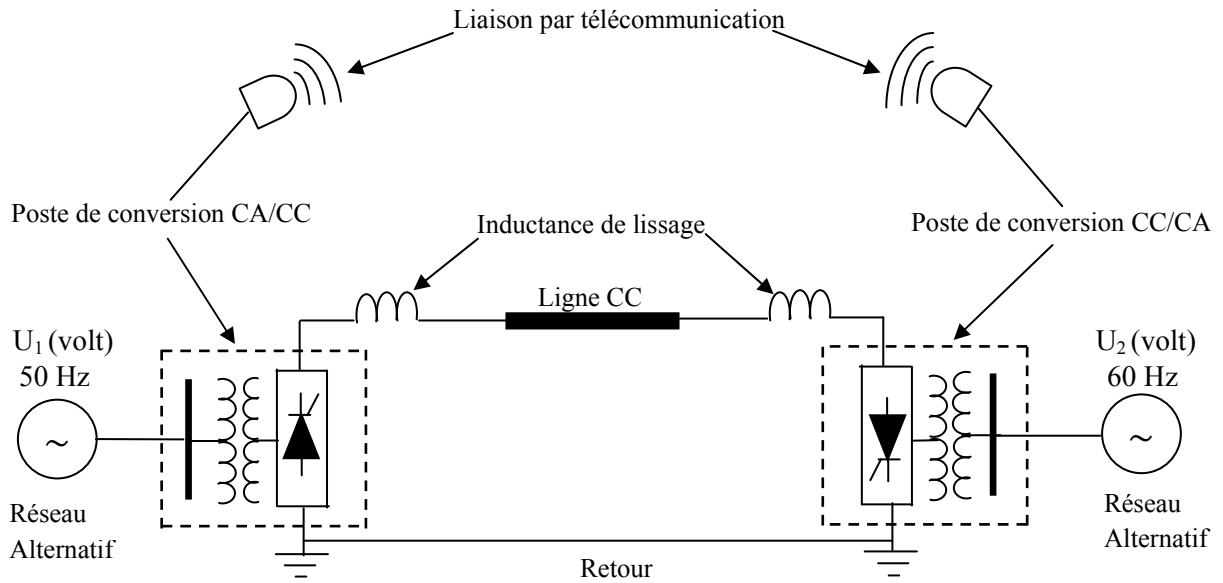 Liaison par télécommunication
Poste de conversion CA/CC
Inductance de lissage
Poste de conversion CC/CA
Ligne CC
U₁ (volt)
50 Hz
U₂ (volt)
60 Hz
~
~
Réseau
Alternatif
Réseau
Alternatif
Retour